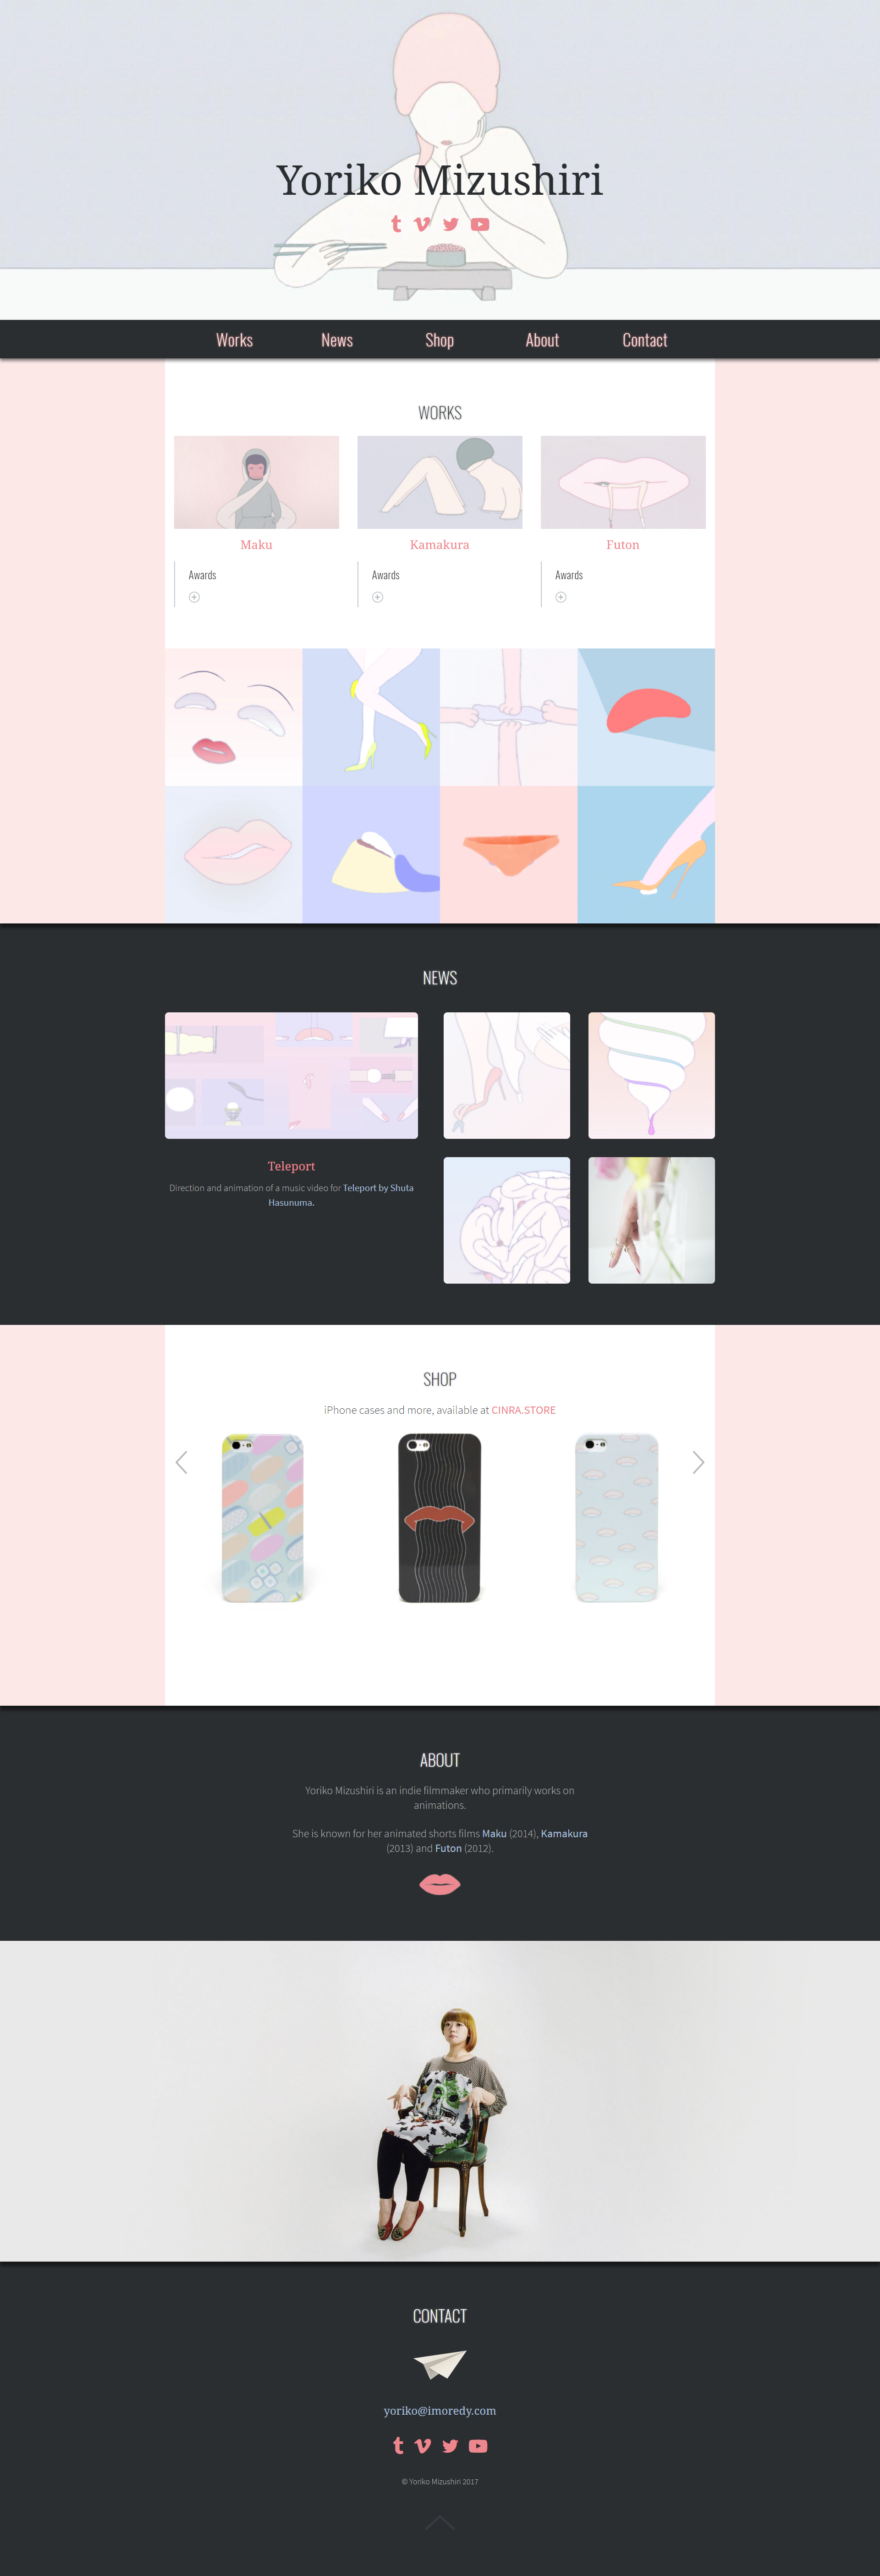 Yoriko Mizushiri
Works News Shop About Contact
WORKS
Maku Kamakura Futon
Awards Awards Awards
NEWS
Teleport
Direction and animation of a music video for Teleport by Shuta
Hasunuma.
SHOP
iPhone cases and more, available at CINRA.STORE
ABOUT
Yoriko Mizushiri is an indie filmmaker who primarily works on
animations.
She is known for her animated shorts films Maku (2014), Kamakura
(2013) and Futon (2012).
CONTACT
yoriko@imoredy.com
© Yoriko Mizushiri 2017